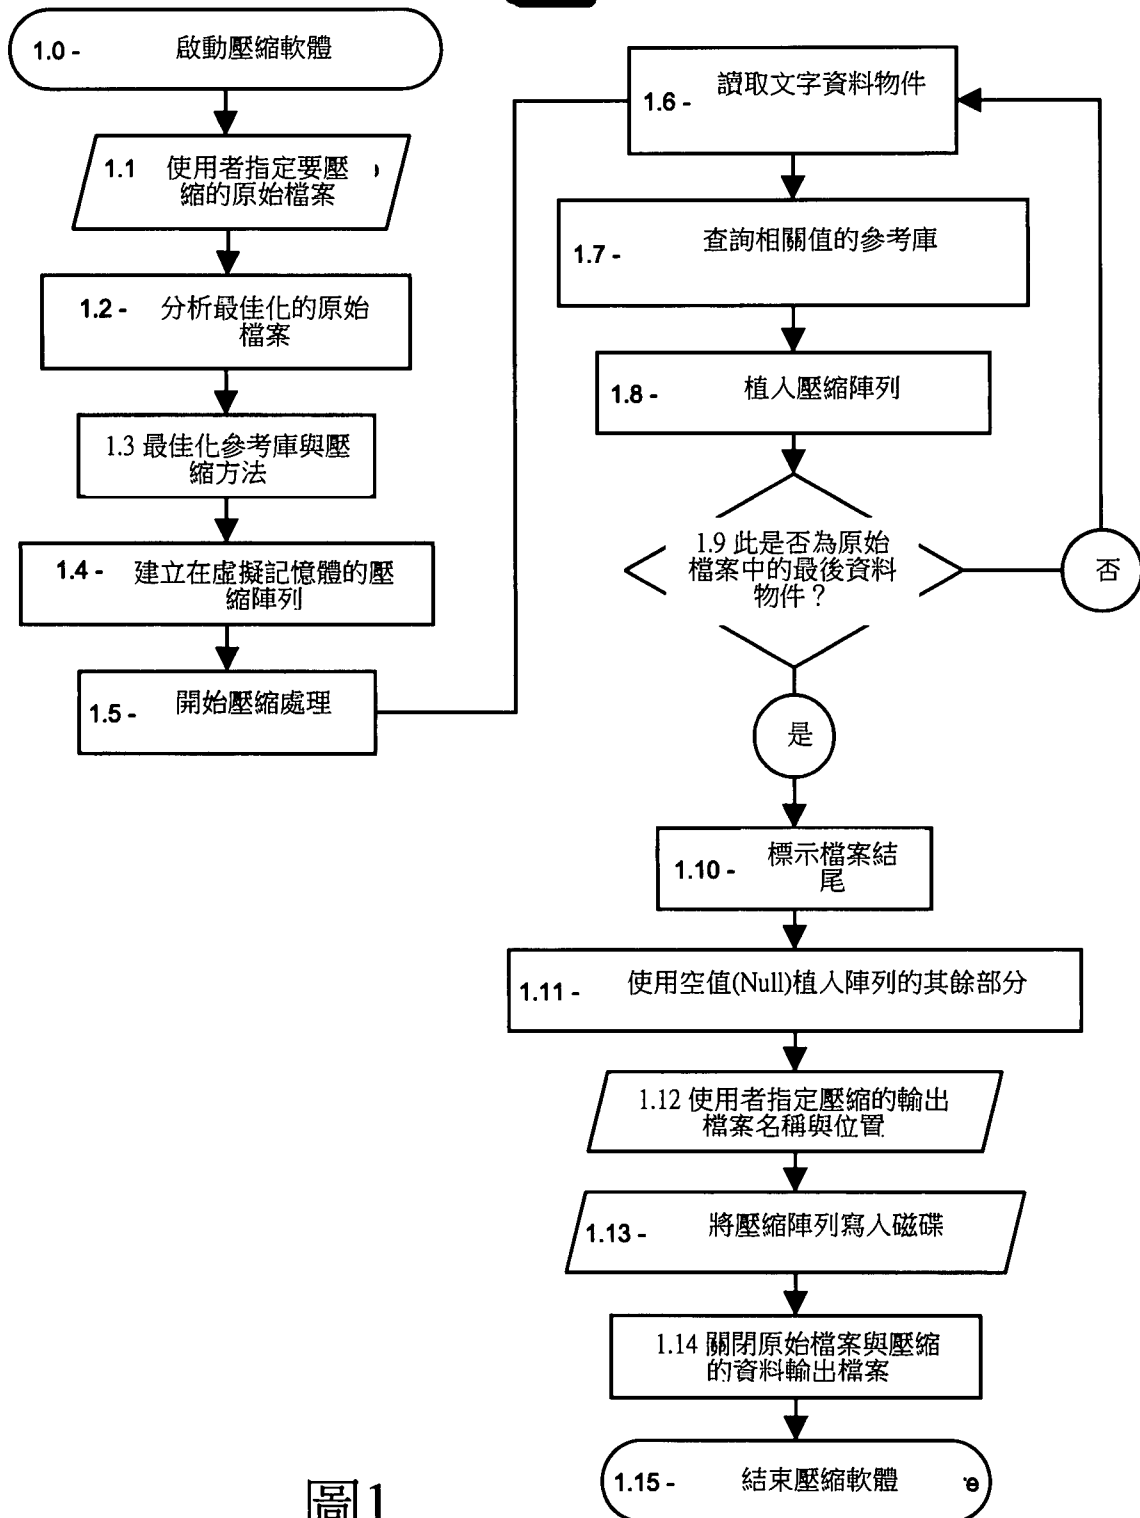 1.0 - 啟動壓縮軟體
1.1 使用者指定要壓
縮的原始檔案
1.2 - 分析最佳化的原始
檔案
1.3 最佳化參考庫與壓
縮方法
1.4 - 建立在虛擬記憶體的壓
縮陣列
1.5 - 開始壓縮處理
1.6 - 讀取文字資料物件
1.7 - 查詢相關值的參考庫
1.8 - 植入壓縮陣列
1.9 此是否為原始
檔案中的最後資料
物件？
否
是
1.10 - 標示檔案結
尾
1.11 - 使用空值(Null)植入陣列的其餘部分
1.12 使用者指定壓縮的輸出
檔案名稱與位置
1.13 - 將壓縮陣列寫入磁碟
1.14 關閉原始檔案與壓縮
的資料輸出檔案
1.15 - 結束壓縮軟體 e
圖1